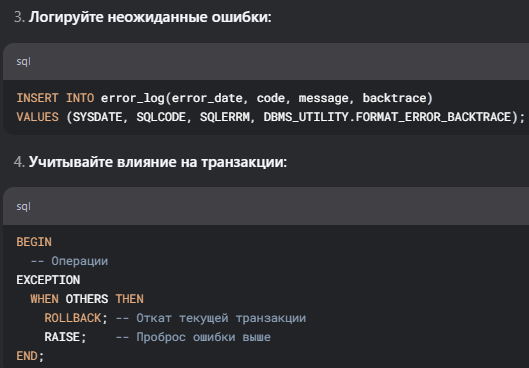 3. Логируйте неожиданные ошибки:
sql
INSERT INTO error_log(error_date, code, message, backtrace)
VALUES (SYSDATE, SQLCODE, SQLERRM, DBMS_UTILITY.FORMAT_ERROR_BACKTRACE);
4. Учитывайте влияние на транзакции:
sql
BEGIN
  -- Операции
EXCEPTION
  WHEN OTHERS THEN
    ROLLBACK; -- Откат текущей транзакции
    RAISE;    -- Проброс ошибки выше
END;